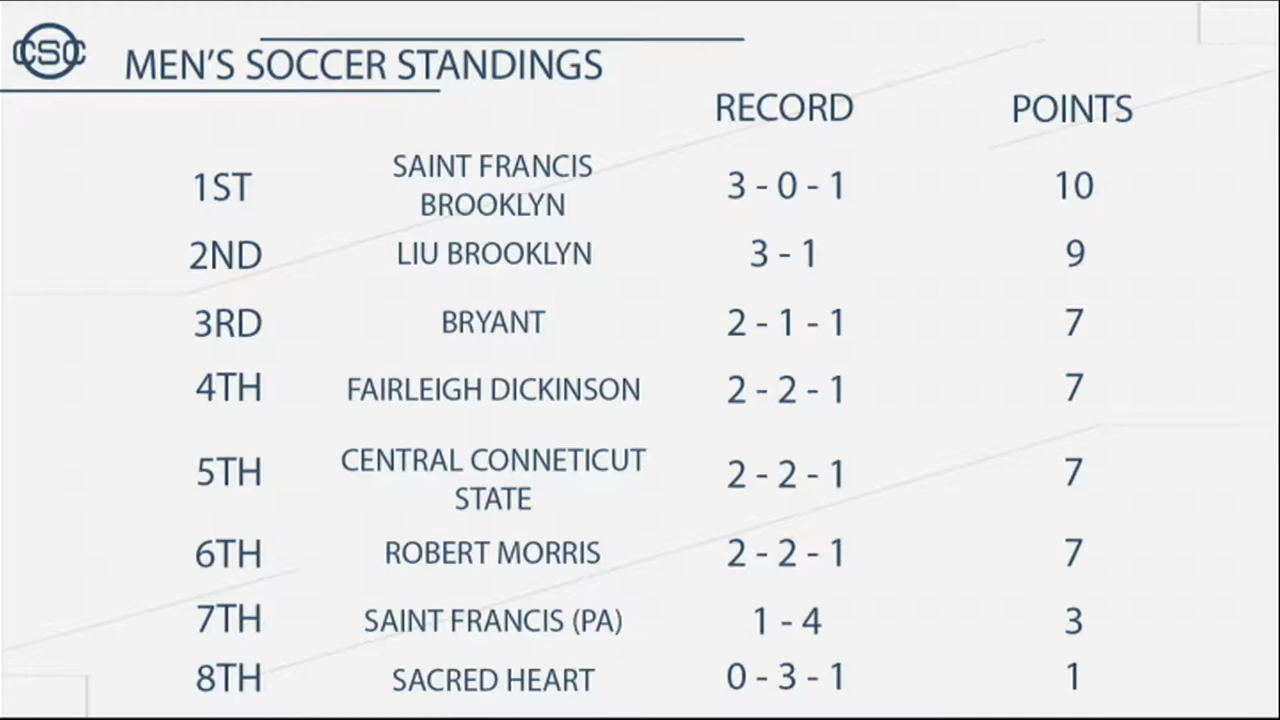 CSC
MEN'S SOCCER STANDINGS
RECORD POINTS
1ST SAINT FRANCIS BROOKLYN 3 - 0 - 1 10
2ND LIU BROOKLYN 3 - 1 9
3RD BRYANT 2 - 1 - 1 7
4TH FAIRLEIGH DICKINSON 2 - 2 - 1 7
5TH CENTRAL CONNETICUT STATE 2 - 2 - 1 7
6TH ROBERT MORRIS 2 - 2 - 1 7
7TH SAINT FRANCIS (PA) 1 - 4 3
8TH SACRED HEART 0 - 3 - 1 1